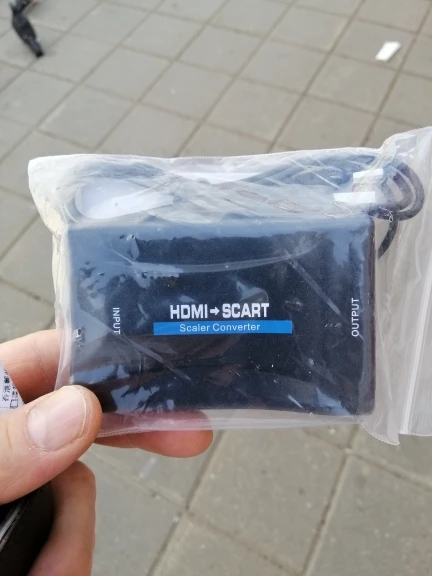 HDMI → SCART
Scaler Converter
INPUT
OUTPUT